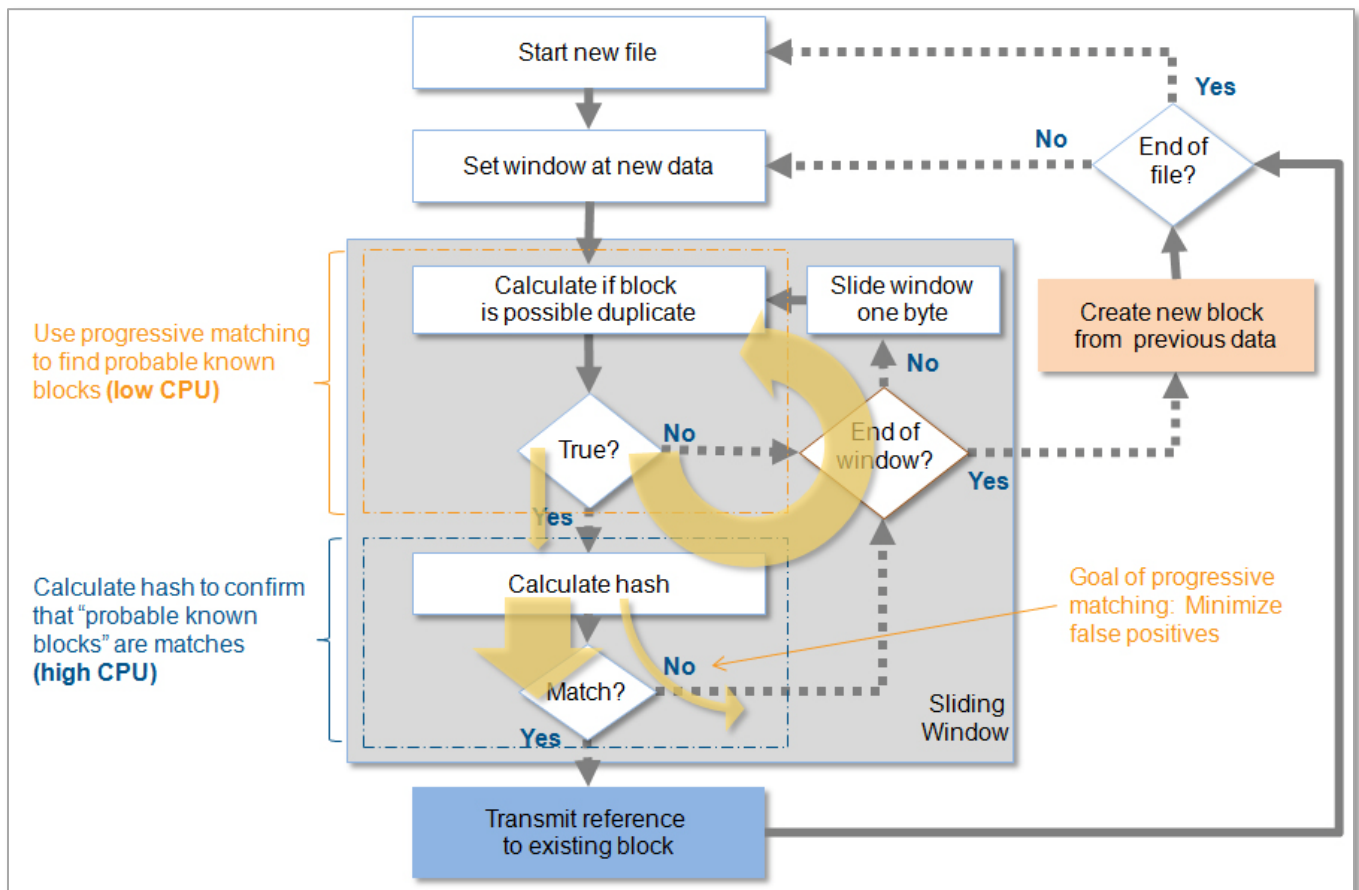 Start new file
Yes
No
End of
file?
Set window at new data
Calculate if block
is possible duplicate
Slide window
one byte
Create new block
from  previous data
Use progressive matching
to find probable known
blocks (low CPU)
No
True?
No
End of
window?
Yes
Yes
Calculate hash to confirm
that “probable known
blocks” are matches
(high CPU)
Calculate hash
Goal of progressive
matching:  Minimize
false positives
No
Match?
Sliding
Window
Yes
Transmit reference
to existing block